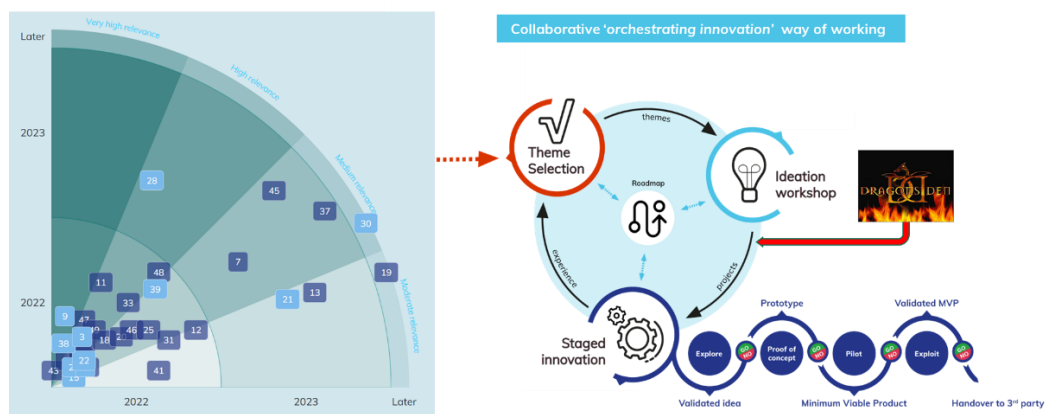 Very high relevance
Later
High relevance
2023
Medium relevance
28
45
37
30
7
48
19
11
39
21
13
33
2022
9
47
12
46
25
38
3
18
31
22
43
41
15
Moderate relevance
2022
2023
Later
Collaborative ‘orchestrating innovation’ way of working
themes
Theme
Selection
Ideation
workshop
Roadmap
DRAGONS DEN
experience
projects
Staged
innovation
Prototype
Validated MVP
Explore
GO
NO
Proof of
concept
GO
NO
Pilot
GO
NO
Exploit
GO
NO
Validated idea
Minimum Viable Product
Handover to 3rd party